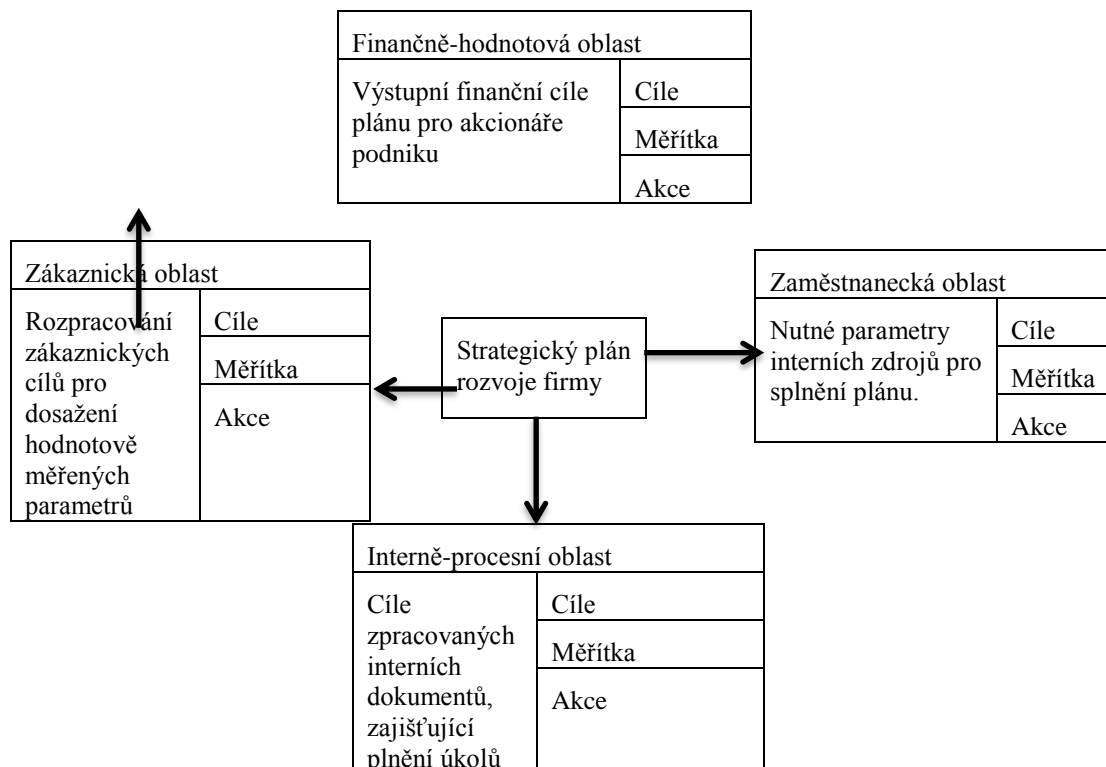 Finančně-hodnotová oblast
Výstupní finanční cíle
plánu pro akcionáře
podniku
Cíle
Měřítka
Akce
Zákaznická oblast
Rozpracování
zákaznických
cílů pro
dosažení
hodnotově
měřených
parametrů
Cíle
Měřítka
Akce
Strategický plán
rozvoje firmy
Zaměstnanecká oblast
Nutné parametry
interních zdrojů pro
splnění plánu.
Cíle
Měřítka
Akce
Interně-procesní oblast
Cíle
zpracovaných
interních
dokumentů,
zajišťující
plnění úkolů
Cíle
Měřítka
Akce